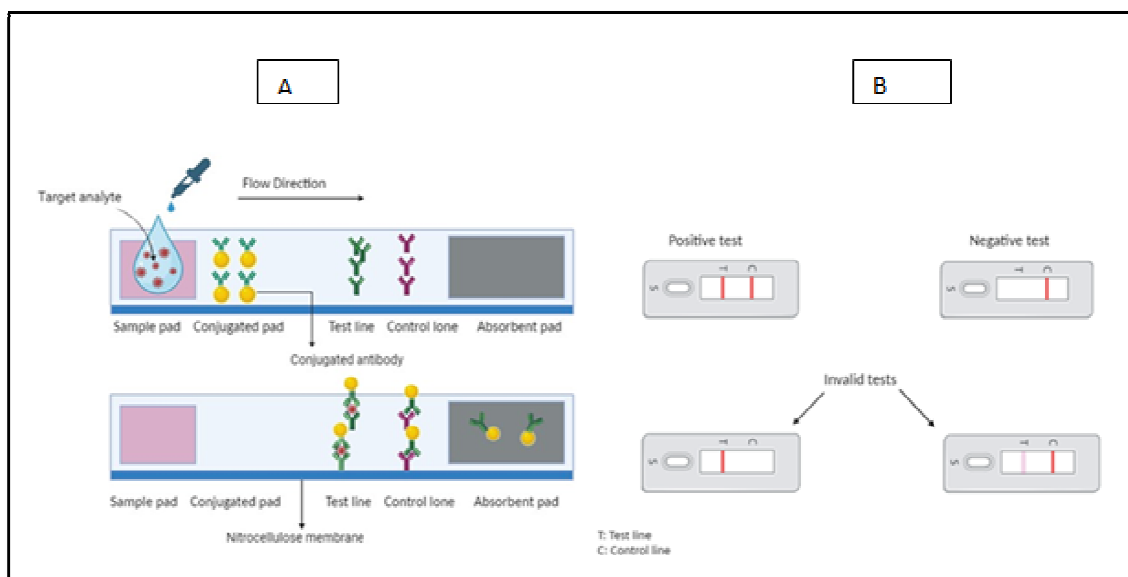 A
B
Target analyte
Flow Direction
Sample pad Conjugated pad Test line Control lone Absorbent pad
Conjugated antibody
Sample pad Conjugated pad Test line Control lone Absorbent pad
Nitrocellulose membrane
Positive test Negative test
S T C
S T C
Invalid tests
S T C
S T C
T: Test line
C: Control line